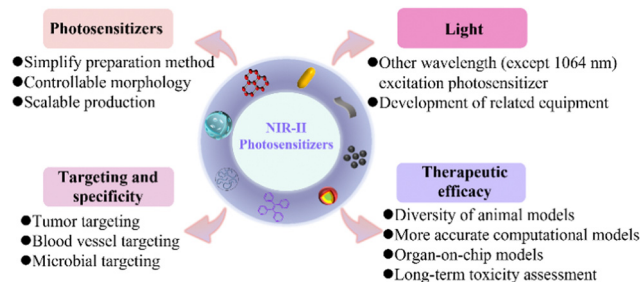 Photosensitizers
●Simplify preparation method
●Controllable morphology
●Scalable production
Light
●Other wavelength (except 1064 nm)
excitation photosensitizer
●Development of related equipment
NIR-II
Photosensitizers
Targeting and
specificity
●Tumor targeting
●Blood vessel targeting
●Microbial targeting
Therapeutic
efficacy
●Diversity of animal models
●More accurate computational models
●Organ-on-chip models
●Long-term toxicity assessment